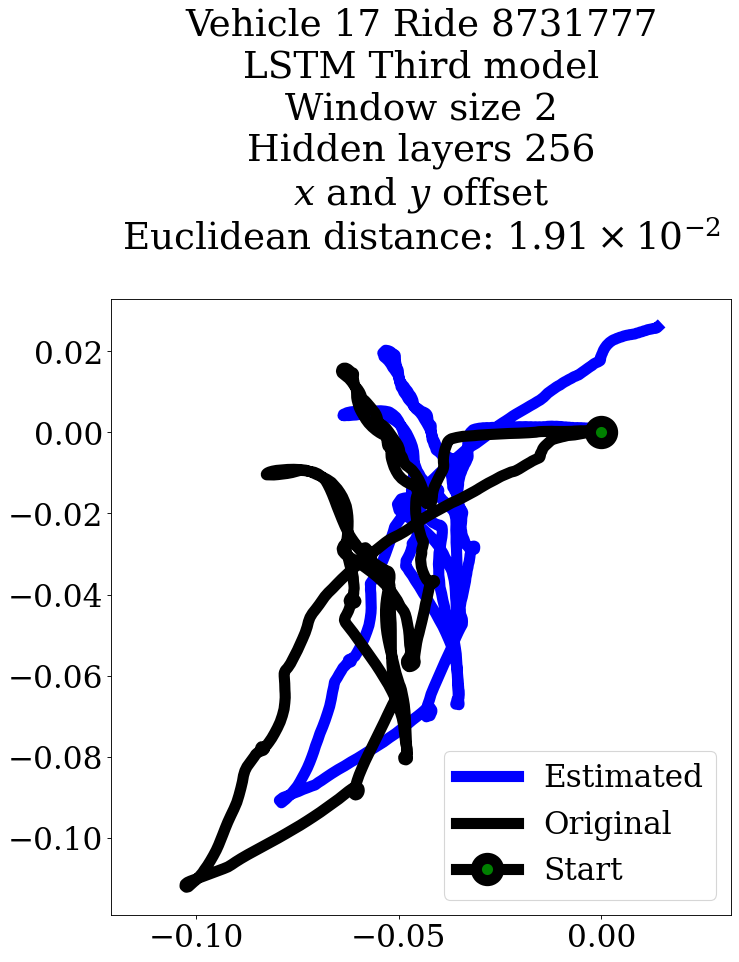 Vehicle 17 Ride 8731777
LSTM Third model
Window size 2
Hidden layers 256
x and y offset
Euclidean distance: 1.91 × 10⁻²
0.02
0.00
−0.02
−0.04
−0.06
−0.08
−0.10
Estimated
Original
Start
−0.10 −0.05 0.00